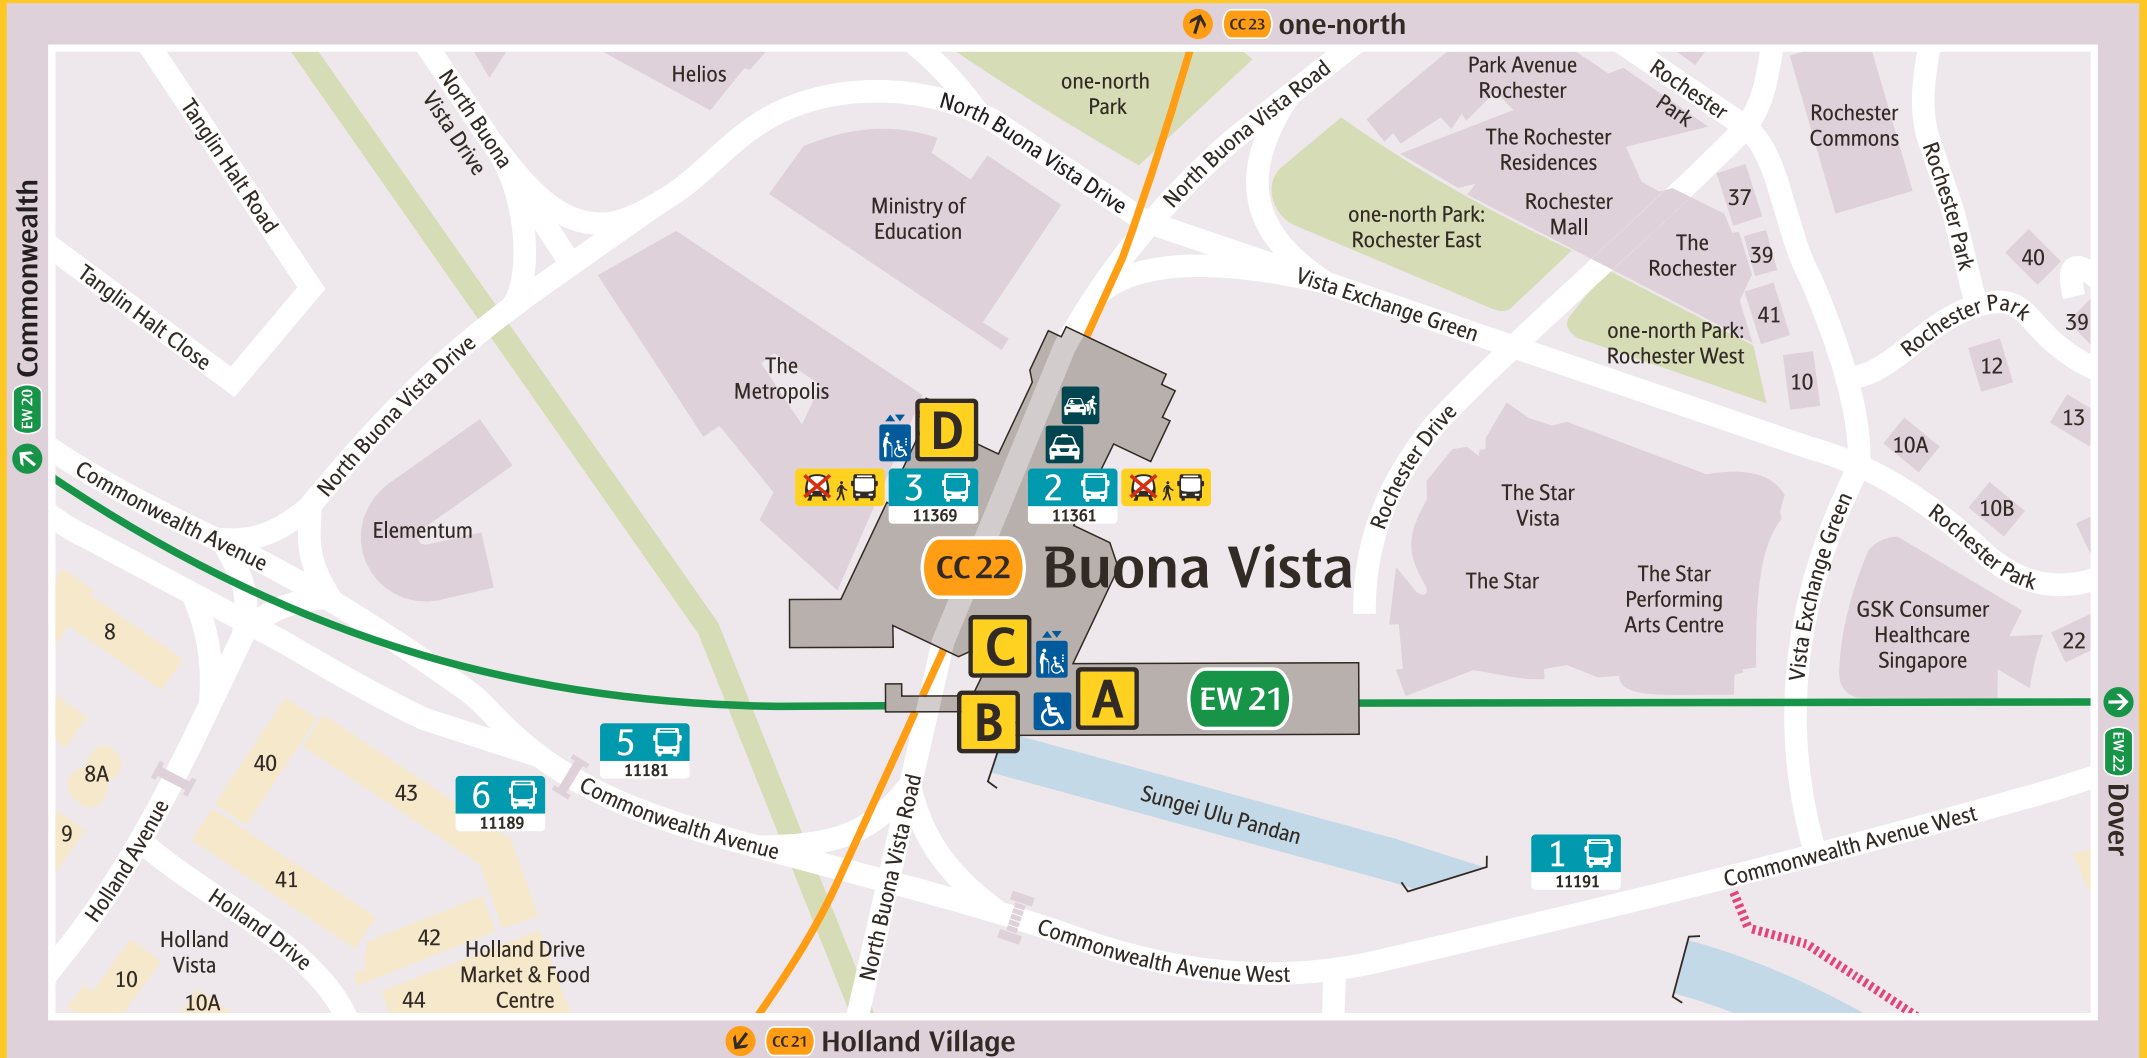 CC23 one-north
Commonwealth
EW20
Helios
one-north
Park
North Buona
Vista Drive
North Buona Vista Drive
North Buona Vista Road
Park Avenue
Rochester
The Rochester
Residences
Rochester
Mall
Rochester
Park
Rochester
Commons
Rochester Park
Tanglin Halt Road
Tanglin Halt Close
Ministry of
Education
one-north Park:
Rochester East
The
Rochester
37
39
41
10
40
39
Rochester Park
12
13
Vista Exchange Green
one-north Park:
Rochester West
The
Metropolis
North Buona Vista Drive
D
3
11369
2
11361
Rochester Drive
10A
10B
Rochester Park
Commonwealth Avenue
Elementum
CC22
Buona Vista
The Star
Vista
The Star
The Star
Performing
Arts Centre
Vista Exchange Green
GSK Consumer
Healthcare
Singapore
22
8
C
A
B
EW21
EW22
Dover
8A
9
40
43
41
42
44
5
11181
6
11189
Commonwealth Avenue
North Buona Vista Road
Sungei Ulu Pandan
1
11191
Commonwealth Avenue West
Commonwealth Avenue West
Holland Avenue
Holland Drive
Holland
Vista
10
10A
Holland Drive
Market & Food
Centre
CC21 Holland Village